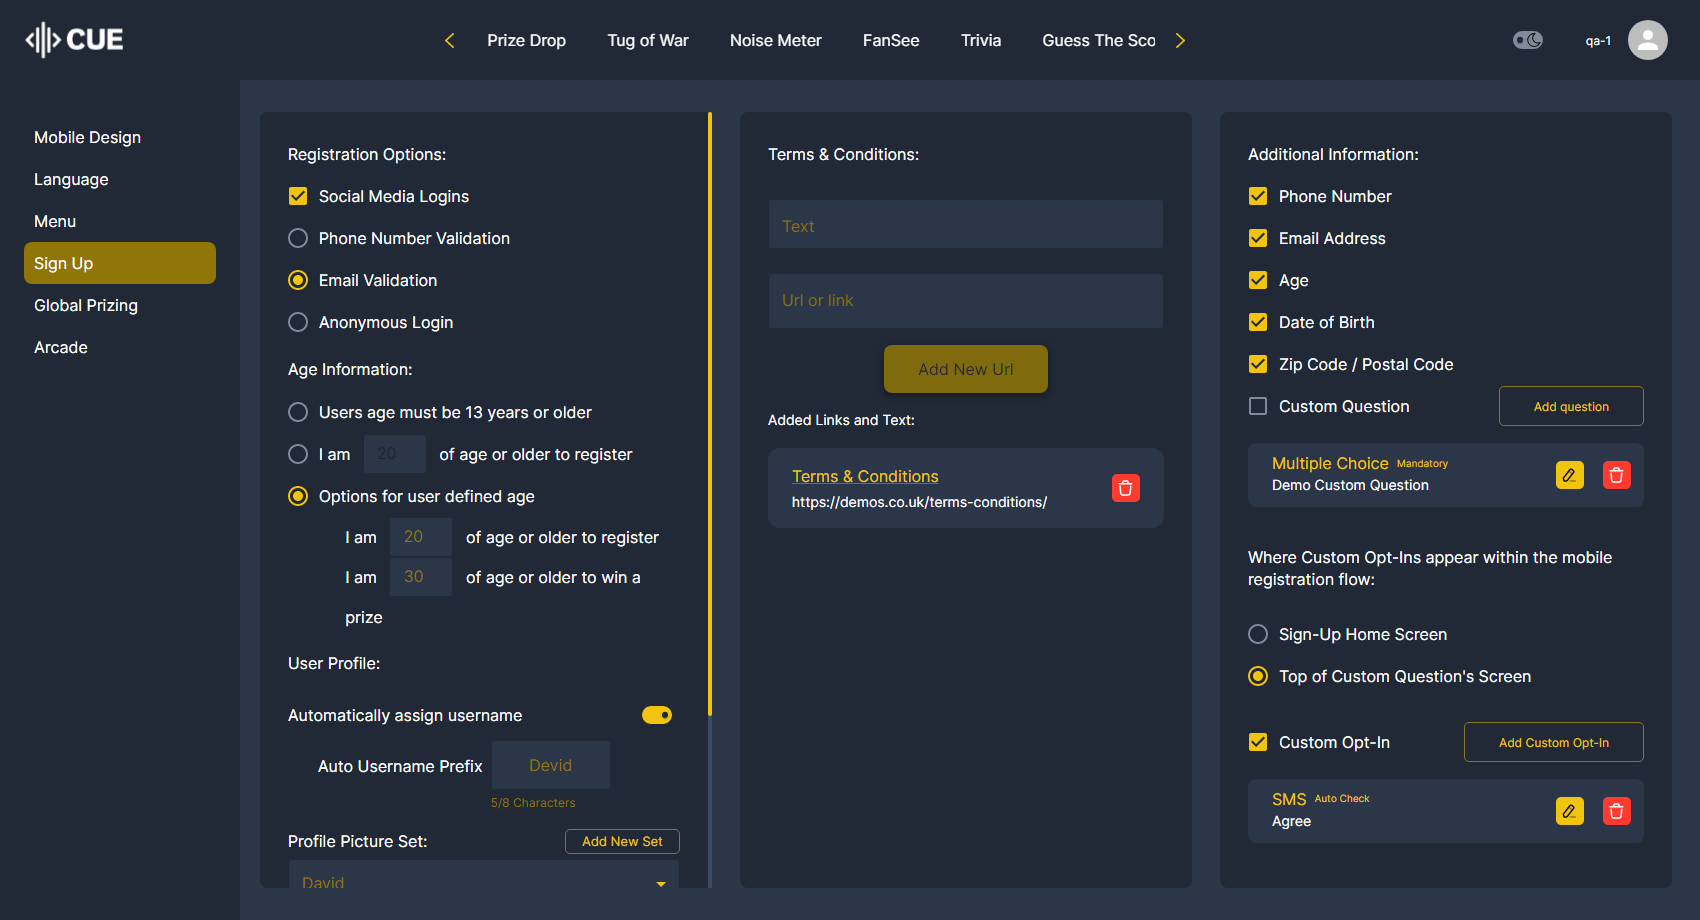 CUE
Prize Drop
Tug of War
Noise Meter
FanSee
Trivia
Guess The Sco
qa-1
Mobile Design
Language
Menu
Sign Up
Global Prizing
Arcade
Registration Options:
Social Media Logins
Phone Number Validation
Email Validation
Anonymous Login
Age Information:
Users age must be 13 years or older
I am 20 of age or older to register
Options for user defined age
I am 20 of age or older to register
I am 30 of age or older to win a
prize
User Profile:
Automatically assign username
Auto Username Prefix Devid
5/8 Characters
Profile Picture Set: Add New Set
David
Terms & Conditions:
Text
Url or link
Add New Url
Added Links and Text:
Terms & Conditions
https://demos.co.uk/terms-conditions/
Additional Information:
Phone Number
Email Address
Age
Date of Birth
Zip Code / Postal Code
Custom Question Add question
Multiple Choice Mandatory
Demo Custom Question
Where Custom Opt-Ins appear within the mobile
registration flow:
Sign-Up Home Screen
Top of Custom Question's Screen
Custom Opt-In Add Custom Opt-In
SMS Auto Check
Agree